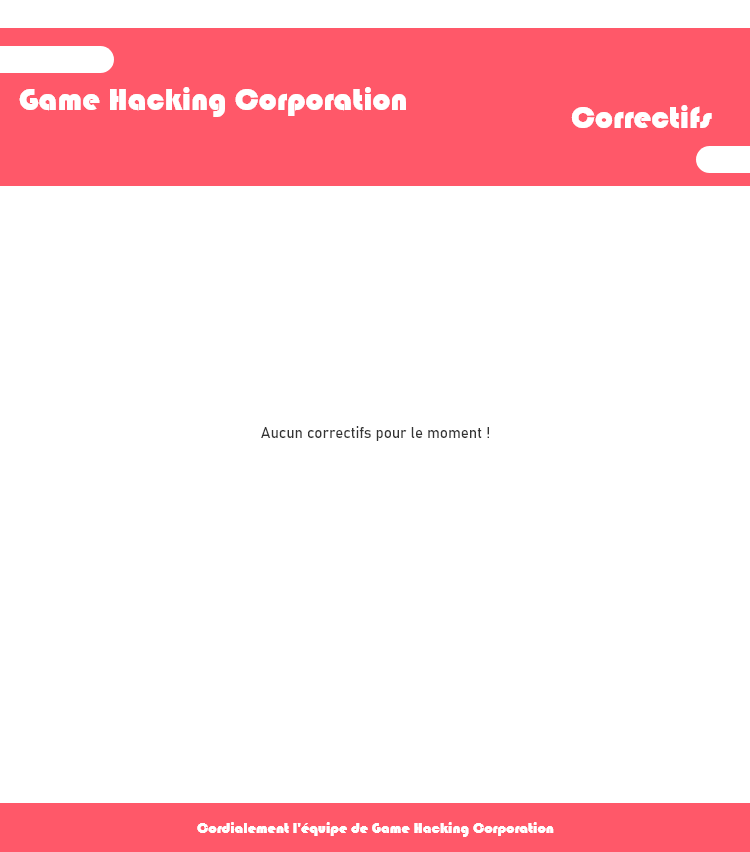 Game Hacking Corporation
Correctifs
Aucun correctifs pour le moment !
Cordialement l'équipe de Game Hacking Corporation